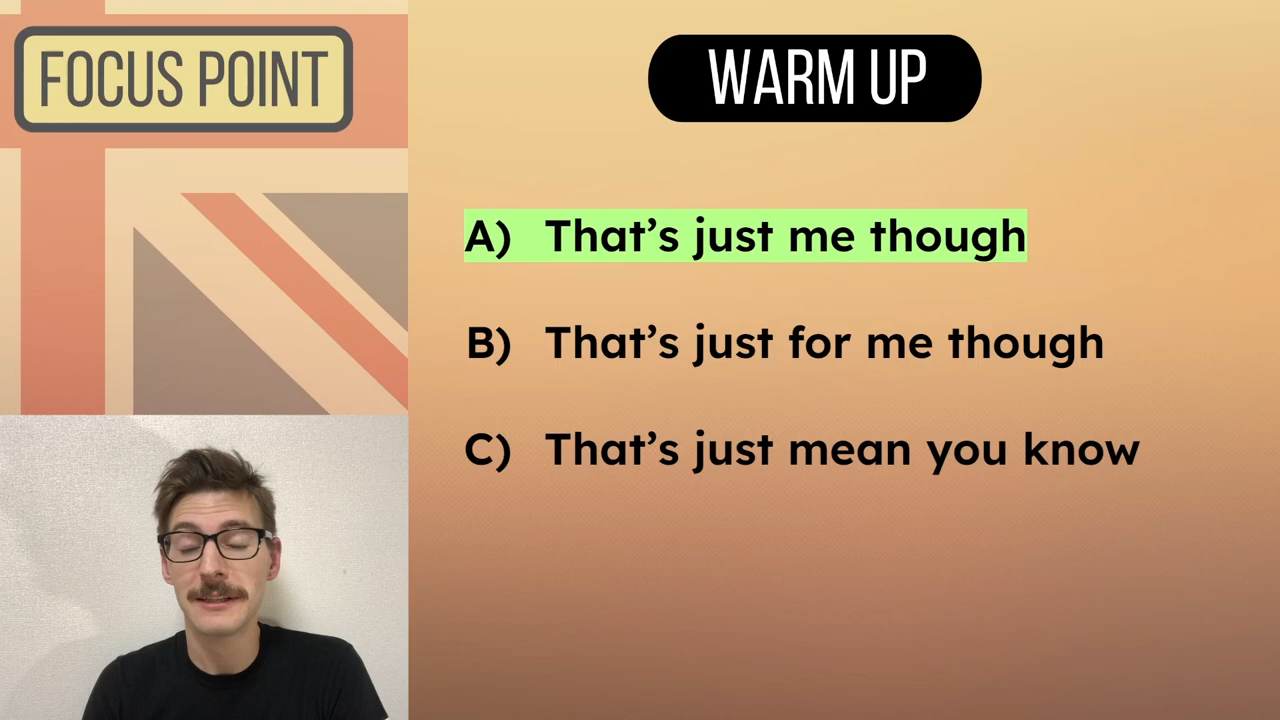 FOCUS POINT
WARM UP
A) That's just me though
B) That's just for me though
C) That's just mean you know